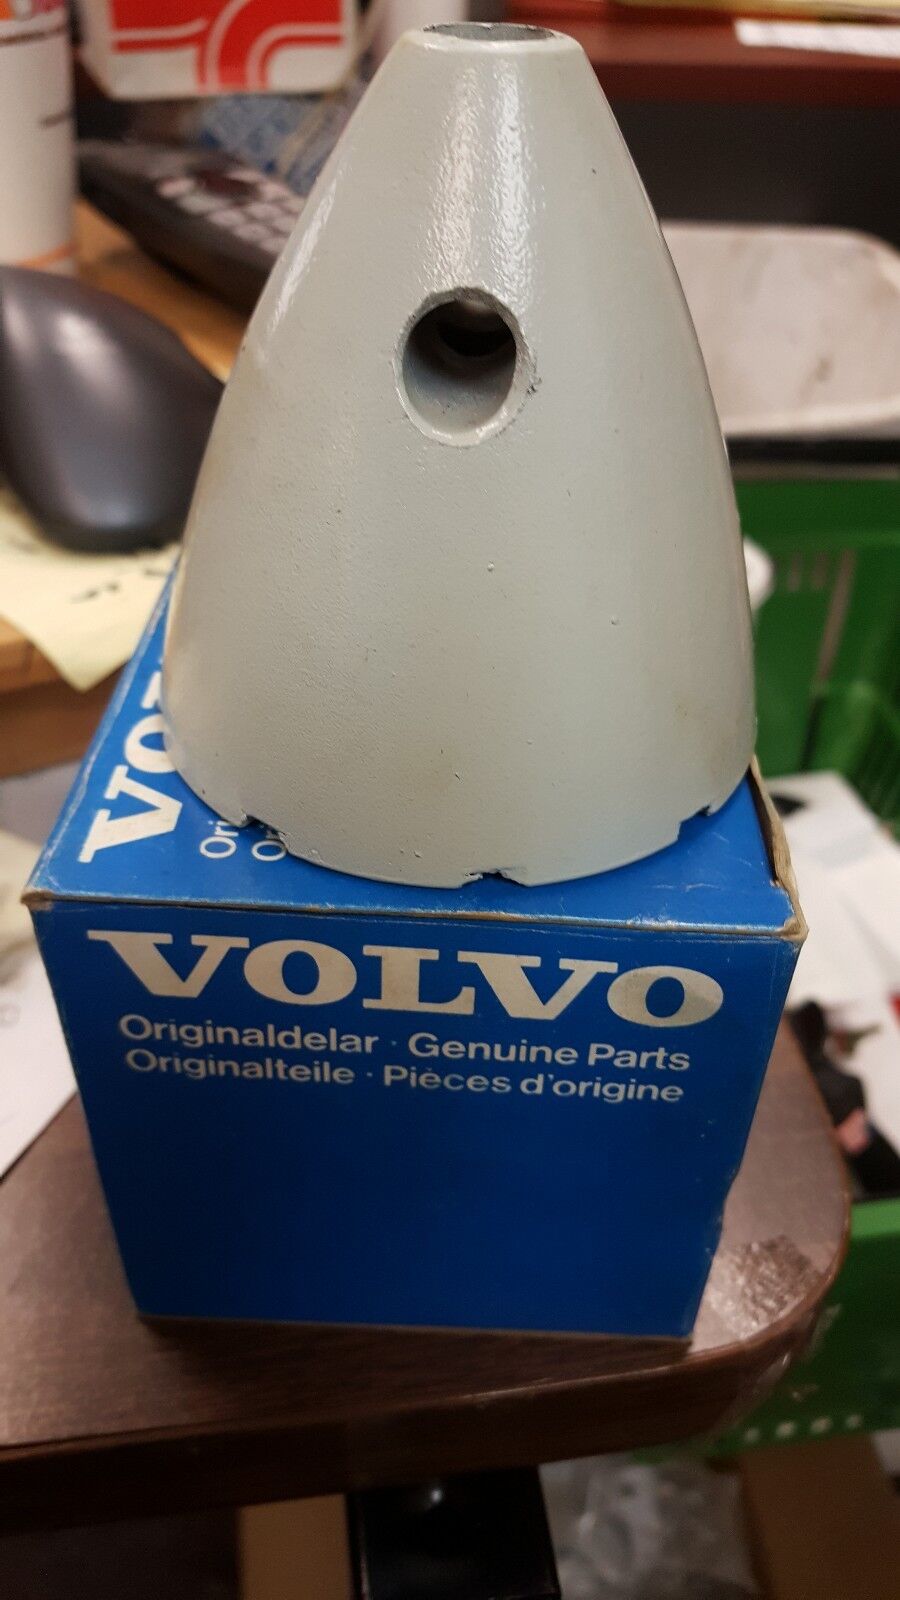 VOLVO
Originaldelar · Genuine Parts
Originalteile · Pièces d'origine